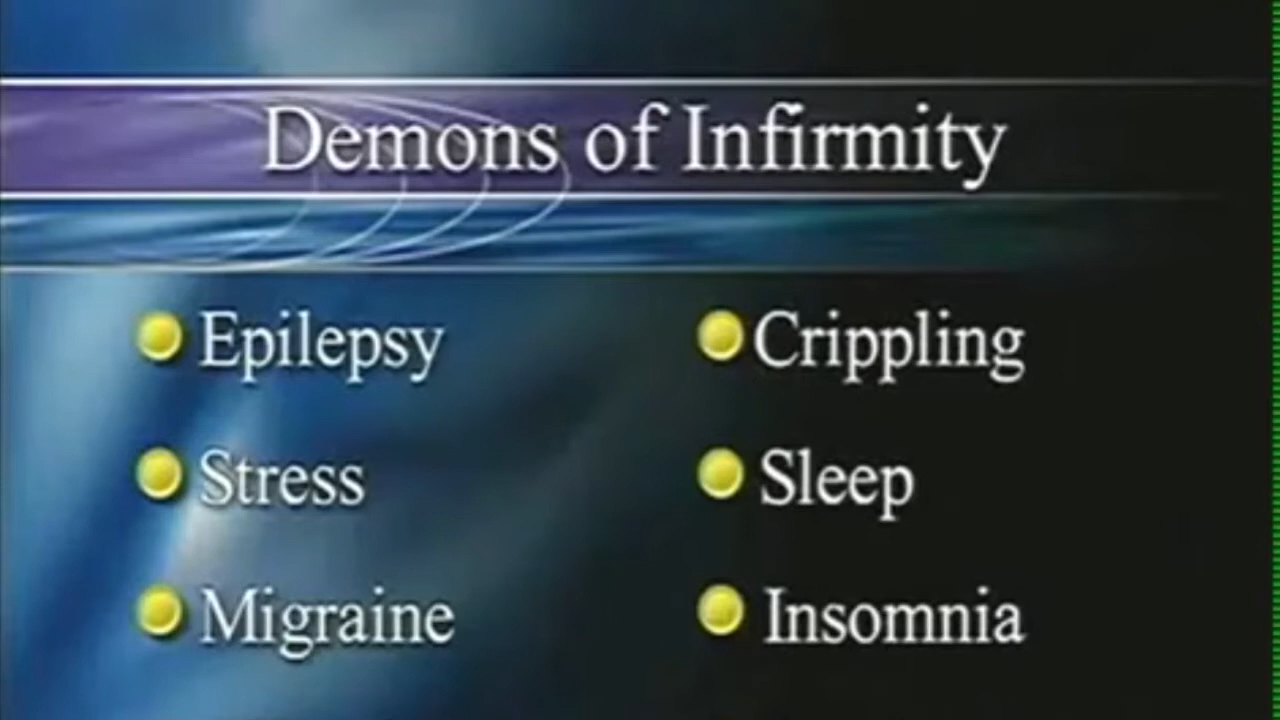 Demons of Infirmity
Epilepsy
Stress
Migraine
Crippling
Sleep
Insomnia